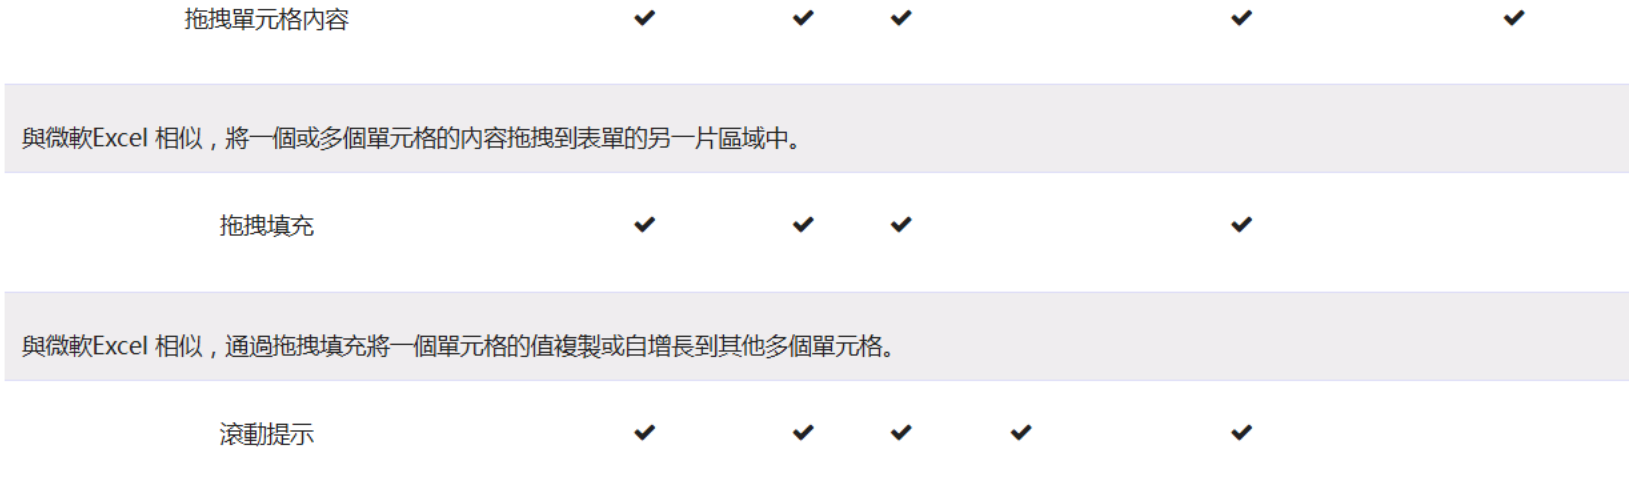 拖拽單元格內容 ✔ ✔ ✔ ✔ ✔
與微軟Excel 相似，將一個或多個單元格的內容拖拽到表單的另一片區域中。
拖拽填充 ✔ ✔ ✔ ✔
與微軟Excel 相似，通過拖拽填充將一個單元格的值複製或自增長到其他多個單元格。
滾動提示 ✔ ✔ ✔ ✔ ✔